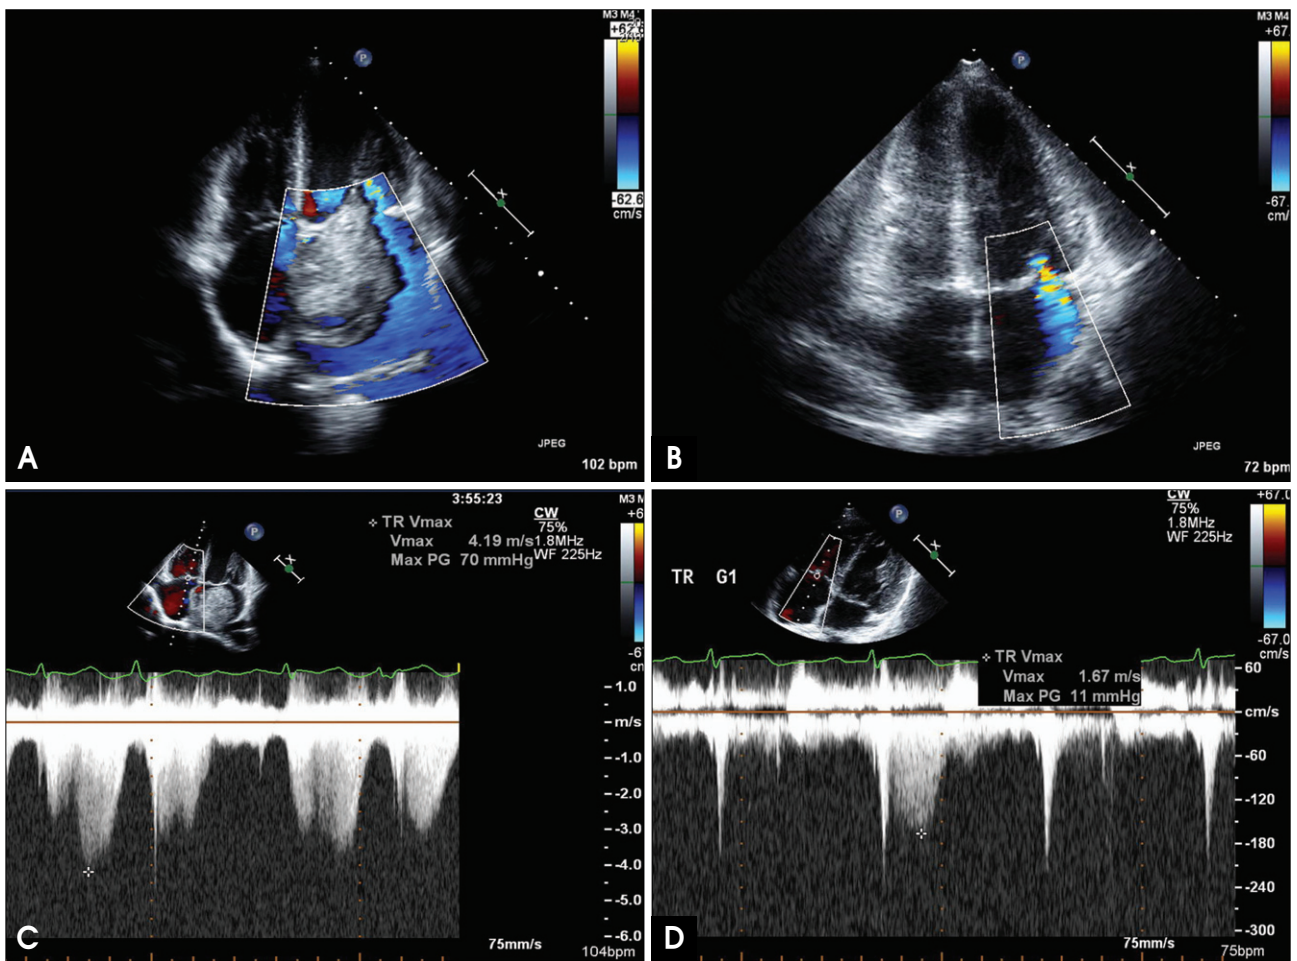 M3 M4
+62.6
P
X
-62.6
cm/s
JPEG
102 bpm
A
M3 M4
+67.
P
X
-67.
cm/s
JPEG
72 bpm
B
3:55:23
TR Vmax
Vmax 4.19 m/s
Max PG 70 mmHg
CW
75%
1.8MHz
WF 225Hz
M3 M
+6
P
X
-6
cm
1.0
m/s
-1.0
-2.0
-3.0
-4.0
-5.0
-6.0
75mm/s
104bpm
C
CW
75%
1.8MHz
WF 225Hz
+67.0
P
X
TR G1
-67.0
cm/s
TR Vmax
Vmax 1.67 m/s
Max PG 11 mmHg
60
cm/s
-60
-120
-180
-240
-300
75mm/s
75bpm
D